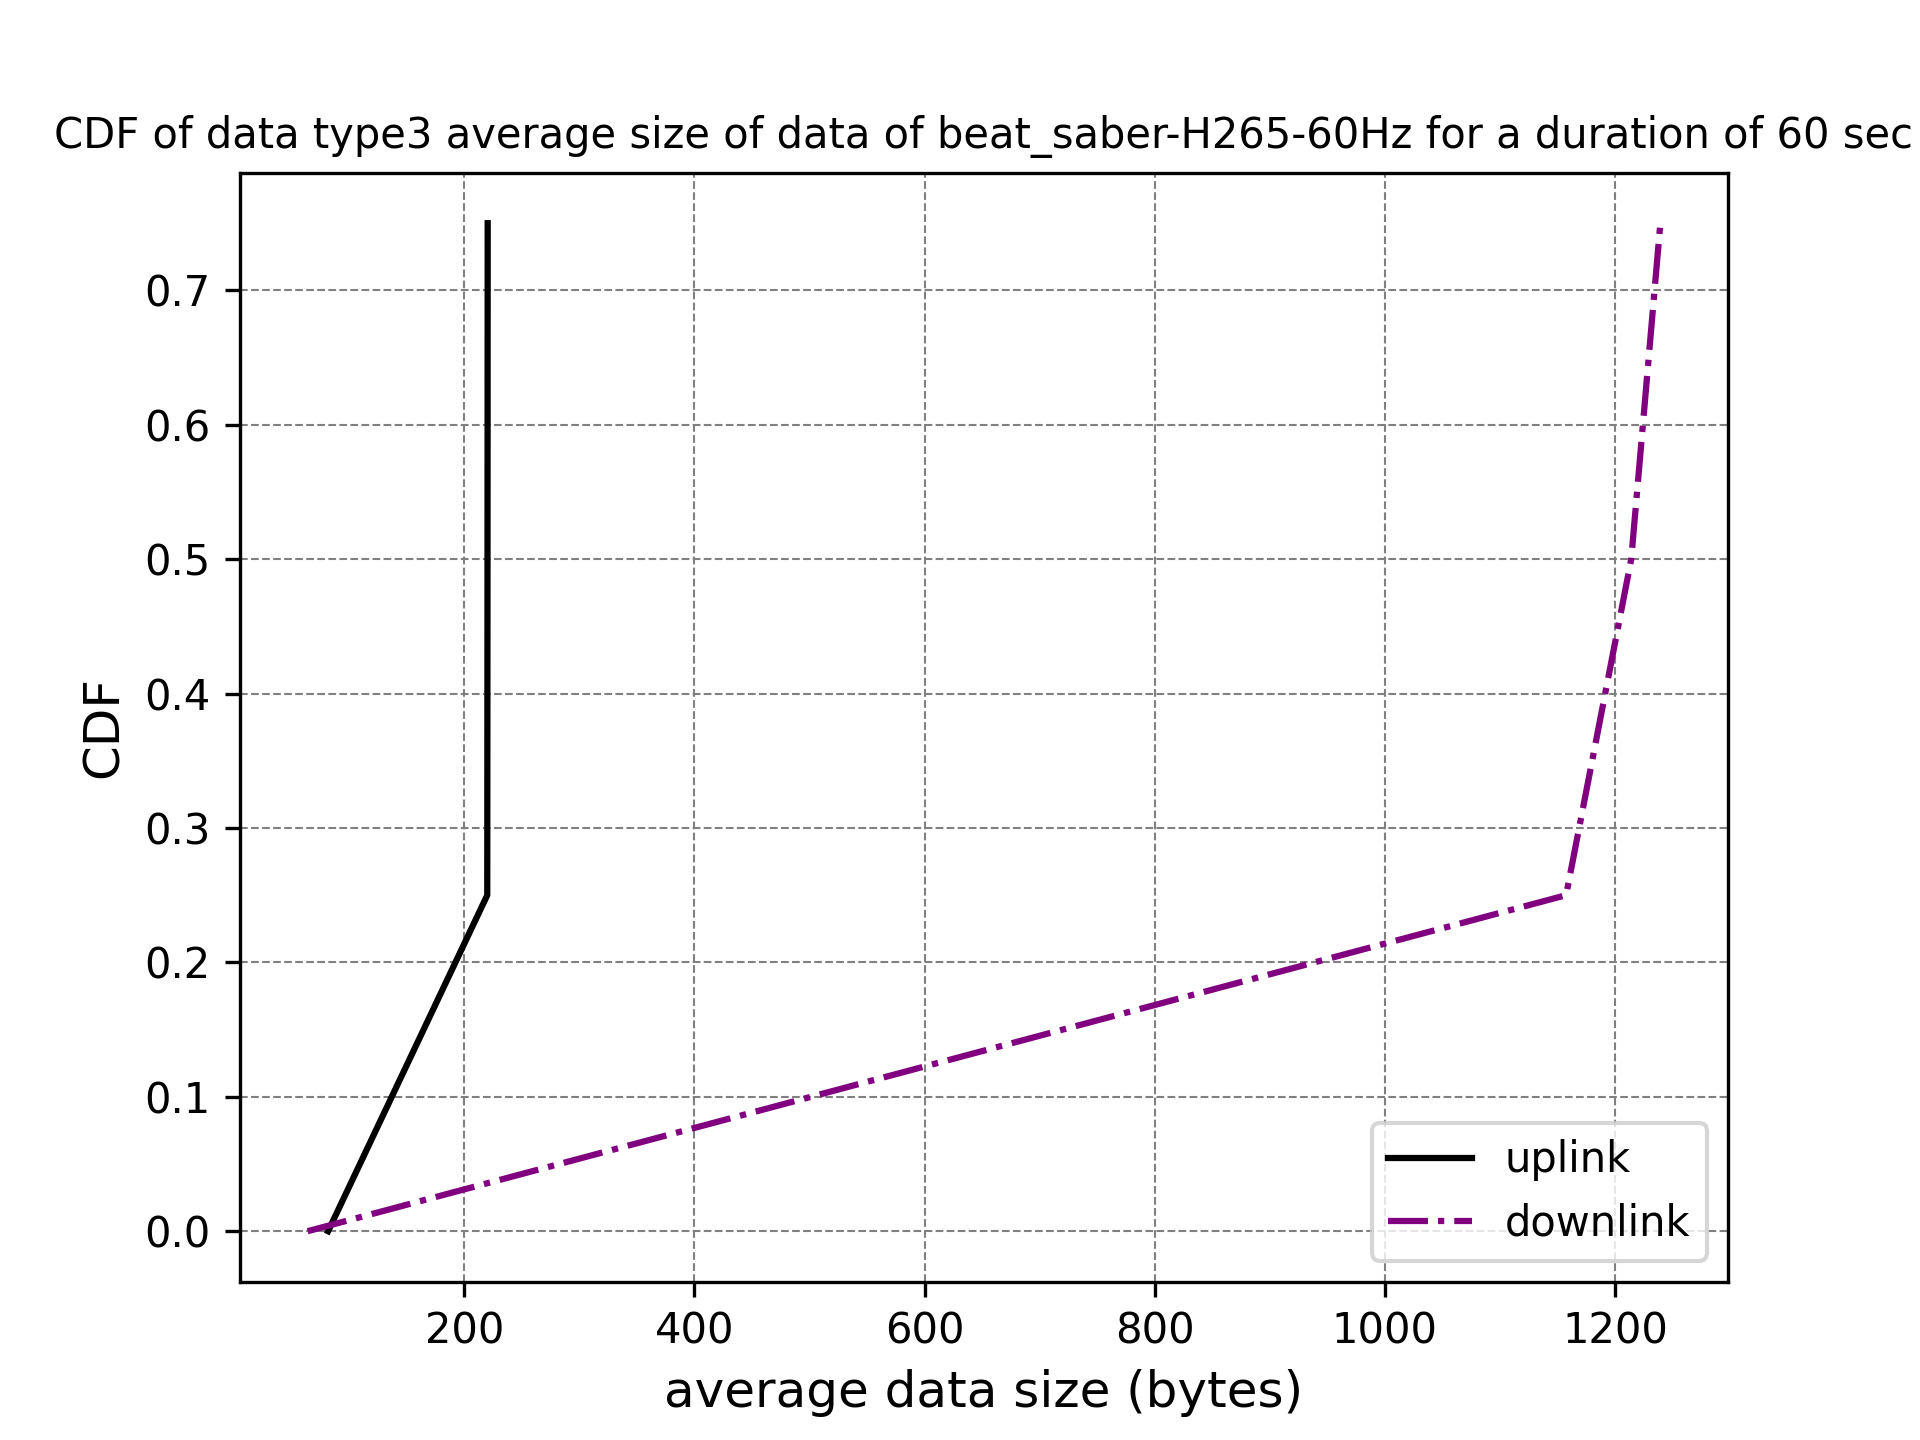 CDF of data type3 average size of data of beat_saber-H265-60Hz for a duration of 60 sec
CDF
0.7
0.6
0.5
0.4
0.3
0.2
0.1
0.0
uplink
downlink
200 400 600 800 1000 1200
average data size (bytes)